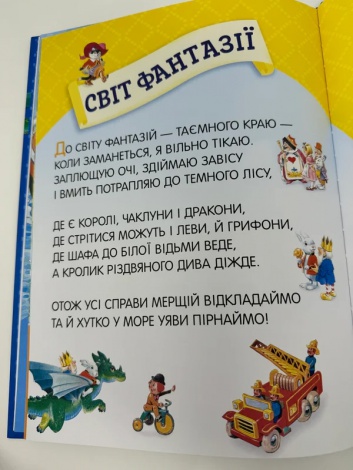 СВІТ ФАНТАЗІЇ
ДО СВІТУ ФАНТАЗІЙ — ТАЄМНОГО КРАЮ —
КОЛИ ЗАМАНЕТЬСЯ, Я ВІЛЬНО ТІКАЮ.
ЗАПЛЮЩУЮ ОЧІ, ЗДІЙМАЮ ЗАВІСУ
І ВМИТЬ ПОТРАПЛЯЮ ДО ТЕМНОГО ЛІСУ,
ДЕ Є КОРОЛІ, ЧАКЛУНИ І ДРАКОНИ,
ДЕ СТРІТИСЯ МОЖУТЬ І ЛЕВИ, Й ГРИФОНИ,
ДЕ ШАФА ДО БІЛОЇ ВІДЬМИ ВЕДЕ,
А КРОЛИК РІЗДВЯНОГО ДИВА ДІЖДЕ.
ОТОЖ УСІ СПРАВИ МЕРЩІЙ ВІДКЛАДАЙМО
ТА Й ХУТКО У МОРЕ УЯВИ ПІРНАЙМО!